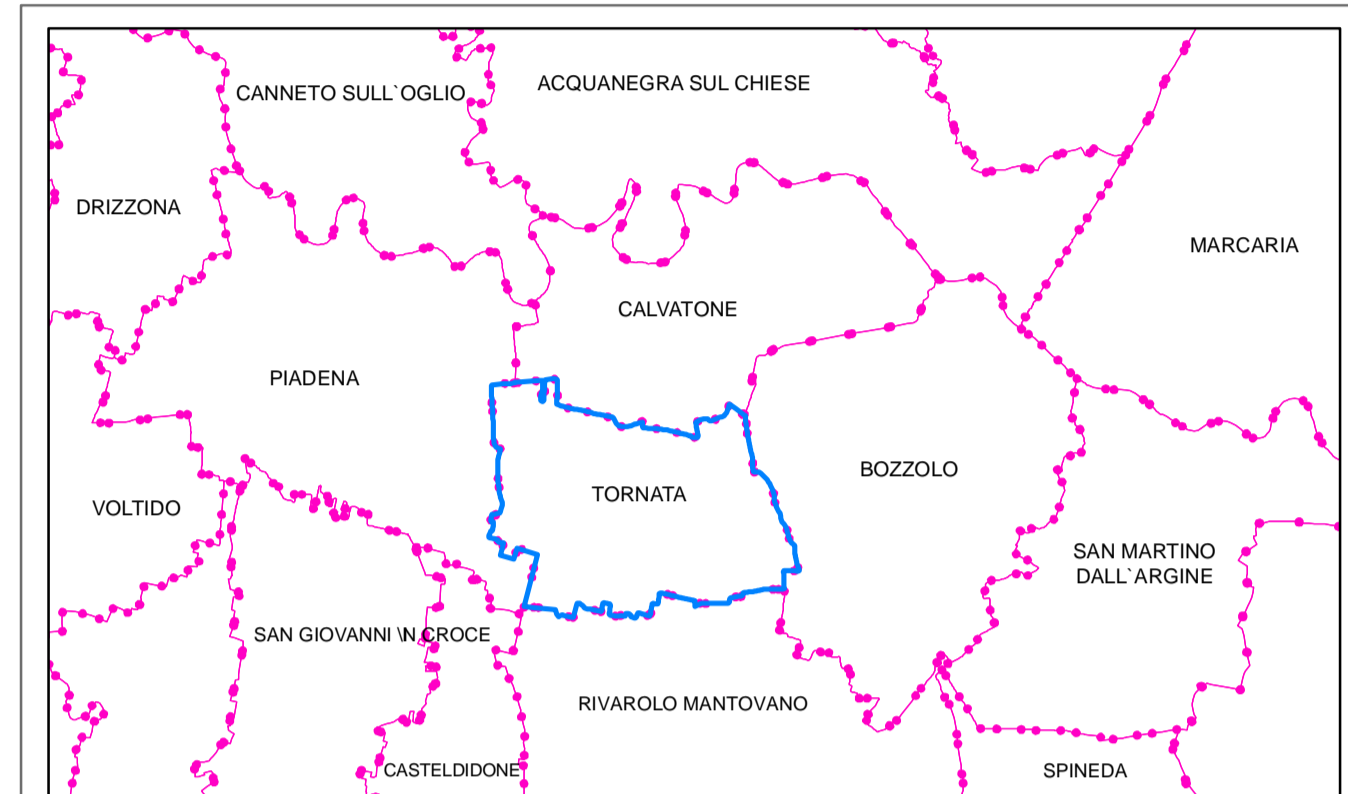 ACQUANEGRA SUL CHIESE
CANNETO SULL`OGLIO
DRIZZONA
MARCARIA
CALVATONE
PIADENA
BOZZOLO
TORNATA
VOLTIDO
SAN MARTINO
DALL`ARGINE
SAN GIOVANNI IN CROCE
RIVAROLO MANTOVANO
CASTELDIDONE
SPINEDA